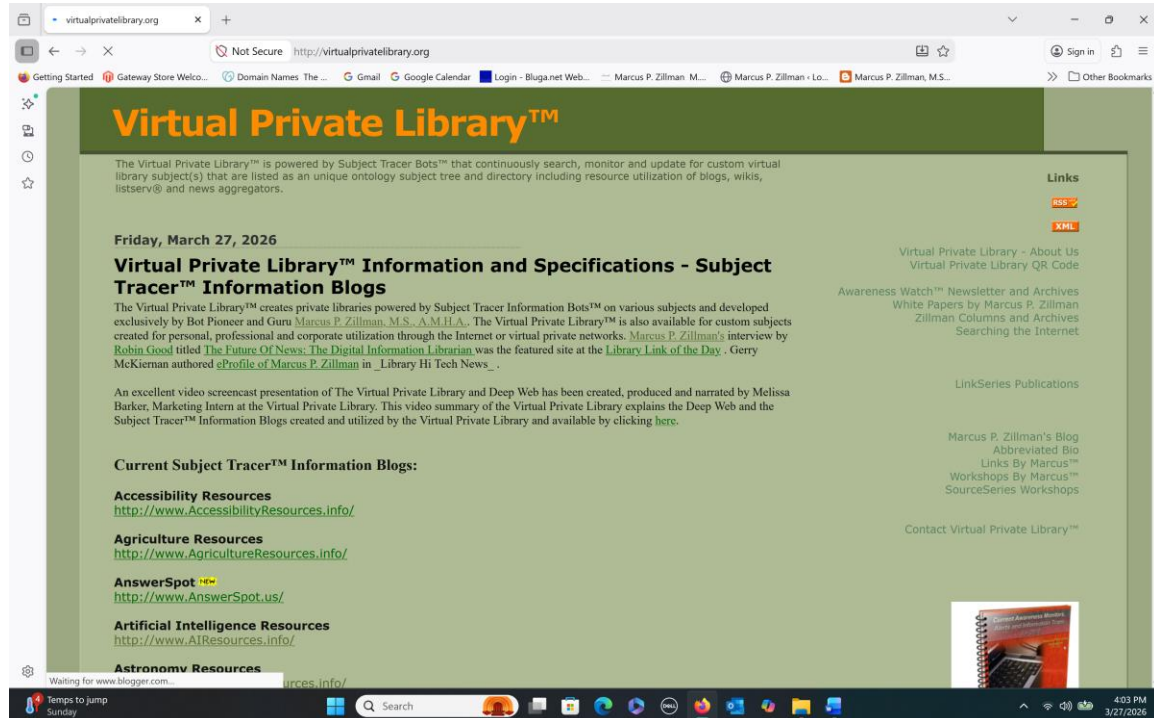 virtualprivatelibrary.org
Not Secure http://virtualprivatelibrary.org
Sign in
Getting Started
Gateway Store Welco...
Domain Names The ...
Gmail
Google Calendar
Login - Bluga.net Web...
Marcus P. Zillman M...
Marcus P. Zillman ‹ Lo...
Marcus P. Zillman, M.S...
Other Bookmarks
Virtual Private Library™
The Virtual Private Library™ is powered by Subject Tracer Bots™ that continuously search, monitor and update for custom virtual
library subject(s) that are listed as an unique ontology subject tree and directory including resource utilization of blogs, wikis,
listserv® and news aggregators.
Friday, March 27, 2026
Virtual Private Library™ Information and Specifications - Subject
Tracer™ Information Blogs
The Virtual Private Library™ creates private libraries powered by Subject Tracer Information Bots™ on various subjects and developed
exclusively by Bot Pioneer and Guru Marcus P. Zillman, M.S., A.M.H.A.. The Virtual Private Library™ is also available for custom subjects
created for personal, professional and corporate utilization through the Internet or virtual private networks. Marcus P. Zillman's interview by
Robin Good titled The Future Of News: The Digital Information Librarian was the featured site at the Library Link of the Day . Gerry
McKiernan authored eProfile of Marcus P. Zillman in _Library Hi Tech News_ .
An excellent video screencast presentation of The Virtual Private Library and Deep Web has been created, produced and narrated by Melissa
Barker, Marketing Intern at the Virtual Private Library. This video summary of the Virtual Private Library explains the Deep Web and the
Subject Tracer™ Information Blogs created and utilized by the Virtual Private Library and available by clicking here.
Current Subject Tracer™ Information Blogs:
Accessibility Resources
http://www.AccessibilityResources.info/
Agriculture Resources
http://www.AgricultureResources.info/
AnswerSpot NEW
http://www.AnswerSpot.us/
Artificial Intelligence Resources
http://www.AIResources.info/
Astronomy Resources
urces.info/
Links
RSS
XML
Virtual Private Library - About Us
Virtual Private Library QR Code
Awareness Watch™ Newsletter and Archives
White Papers by Marcus P. Zillman
Zillman Columns and Archives
Searching the Internet
LinkSeries Publications
Marcus P. Zillman's Blog
Abbreviated Bio
Links By Marcus™
Workshops By Marcus™
SourceSeries Workshops
Contact Virtual Private Library™
Current Awareness Monitors
Waiting for www.blogger.com...
4
Temps to jump
Sunday
Search
DELL
4:03 PM
3/27/2026